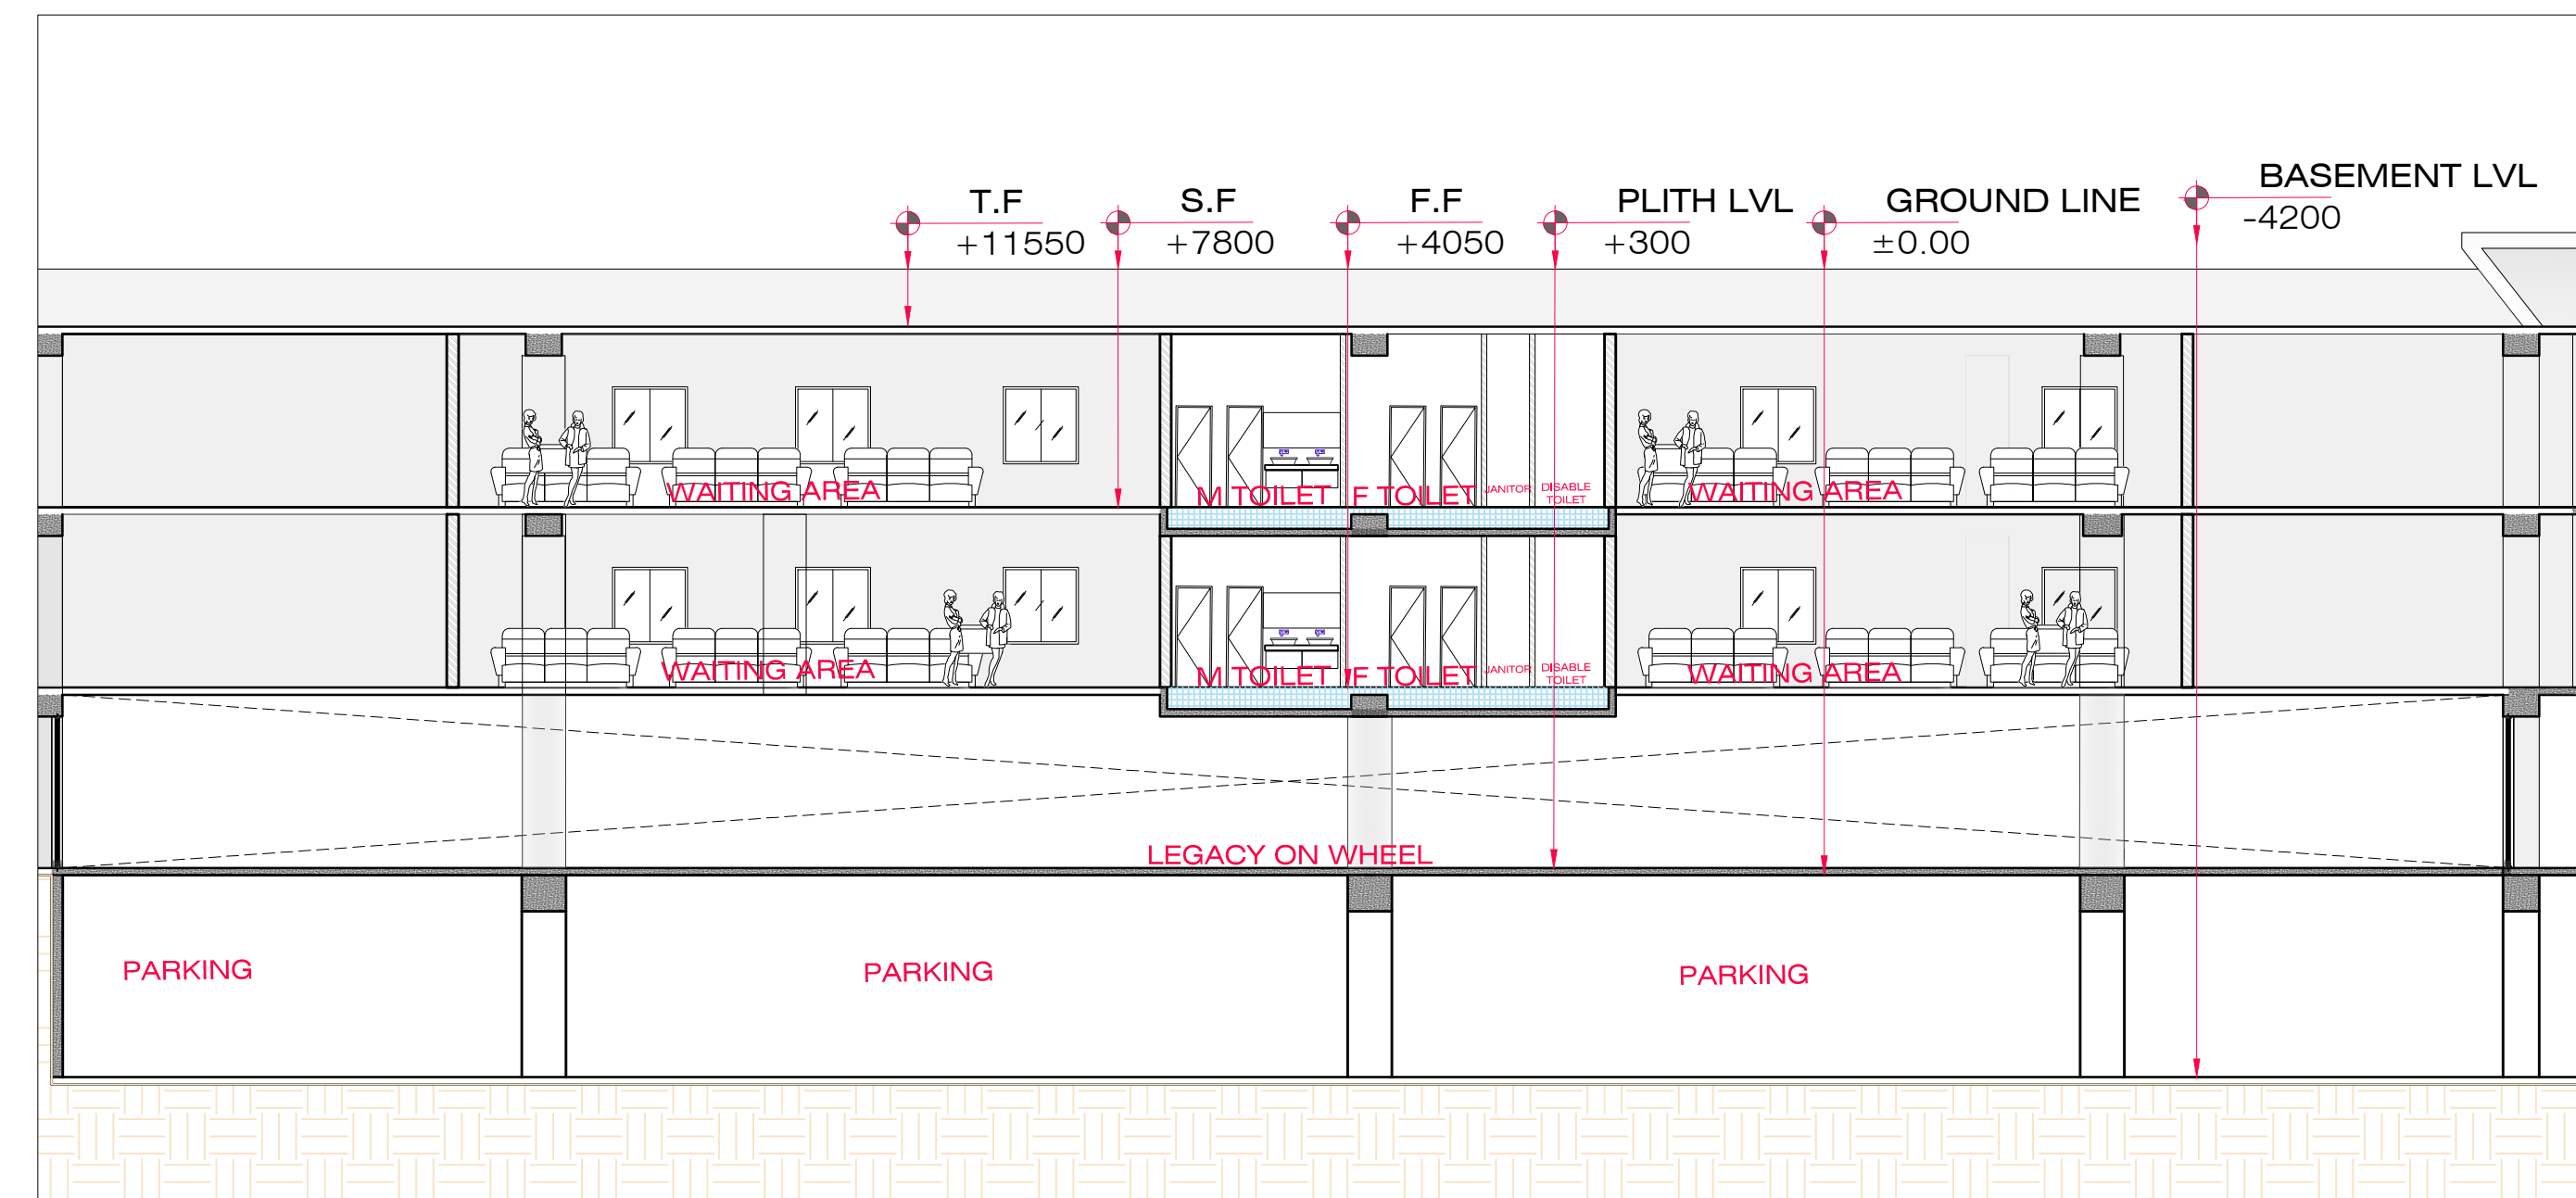 BASEMENT LVL
-4200
T.F
+11550
S.F
+7800
F.F
+4050
PLITH LVL
+300
GROUND LINE
±0.00
WAITING AREA
M TOILET
F TOILET
JANITOR
DISABLE
TOILET
WAITING AREA
WAITING AREA
M TOILET
F TOILET
JANITOR
DISABLE
TOILET
WAITING AREA
LEGACY ON WHEEL
PARKING
PARKING
PARKING